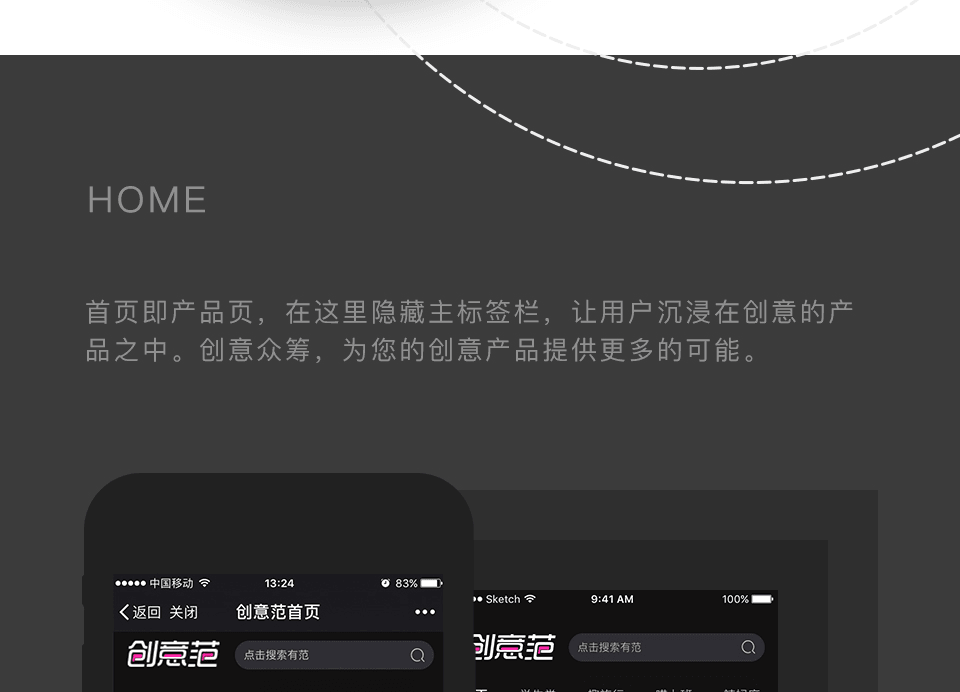 HOME
首页即产品页，在这里隐藏主标签栏，让用户沉浸在创意的产
品之中。创意众筹，为您的创意产品提供更多的可能。
中国移动 13:24 83%
返回 关闭 创意范首页
创意范 点击搜索有范
Sketch 9:41 AM 100%
创意范 点击搜索有范